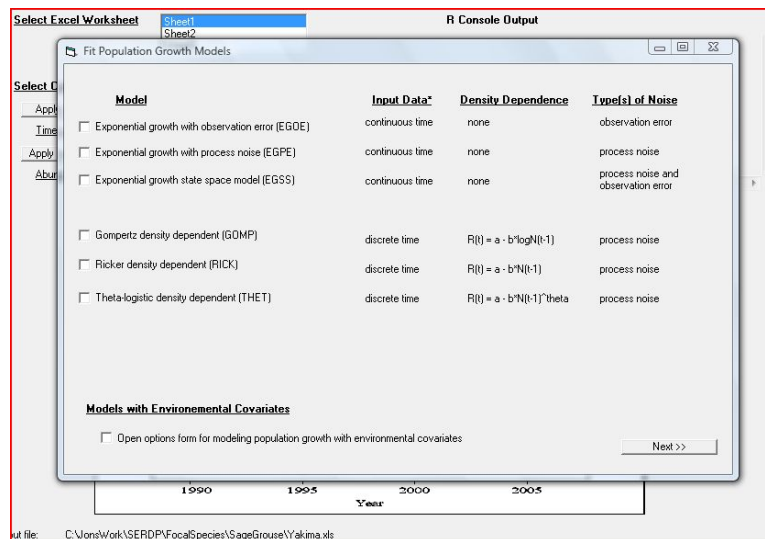 Select Excel Worksheet
Sheet1
Sheet2
R Console Output
Fit Population Growth Models
Select
Model
Input Data*
Density Dependence
Type(s) of Noise
Exponential growth with observation error (EGOE)
continuous time
none
observation error
Exponential growth with process noise (EGPE)
continuous time
none
process noise
Exponential growth state space model (EGSS)
continuous time
none
process noise and
observation error
Gompertz density dependent (GOMP)
discrete time
R(t) = a - b*logN(t-1)
process noise
Ricker density dependent (RICK)
discrete time
R(t) = a - b*N(t-1)
process noise
Theta-logistic density dependent (THET)
discrete time
R(t) = a - b*N(t-1)^theta
process noise
Time
Apply
Models with Environemental Covariates
Open options form for modeling population growth with environmental covariates
Next >>
1990 1995 2000 2005
Year
file: C:\JonsWork\SERDP\FocalSpecies\SageGrouse\Yakima.xls